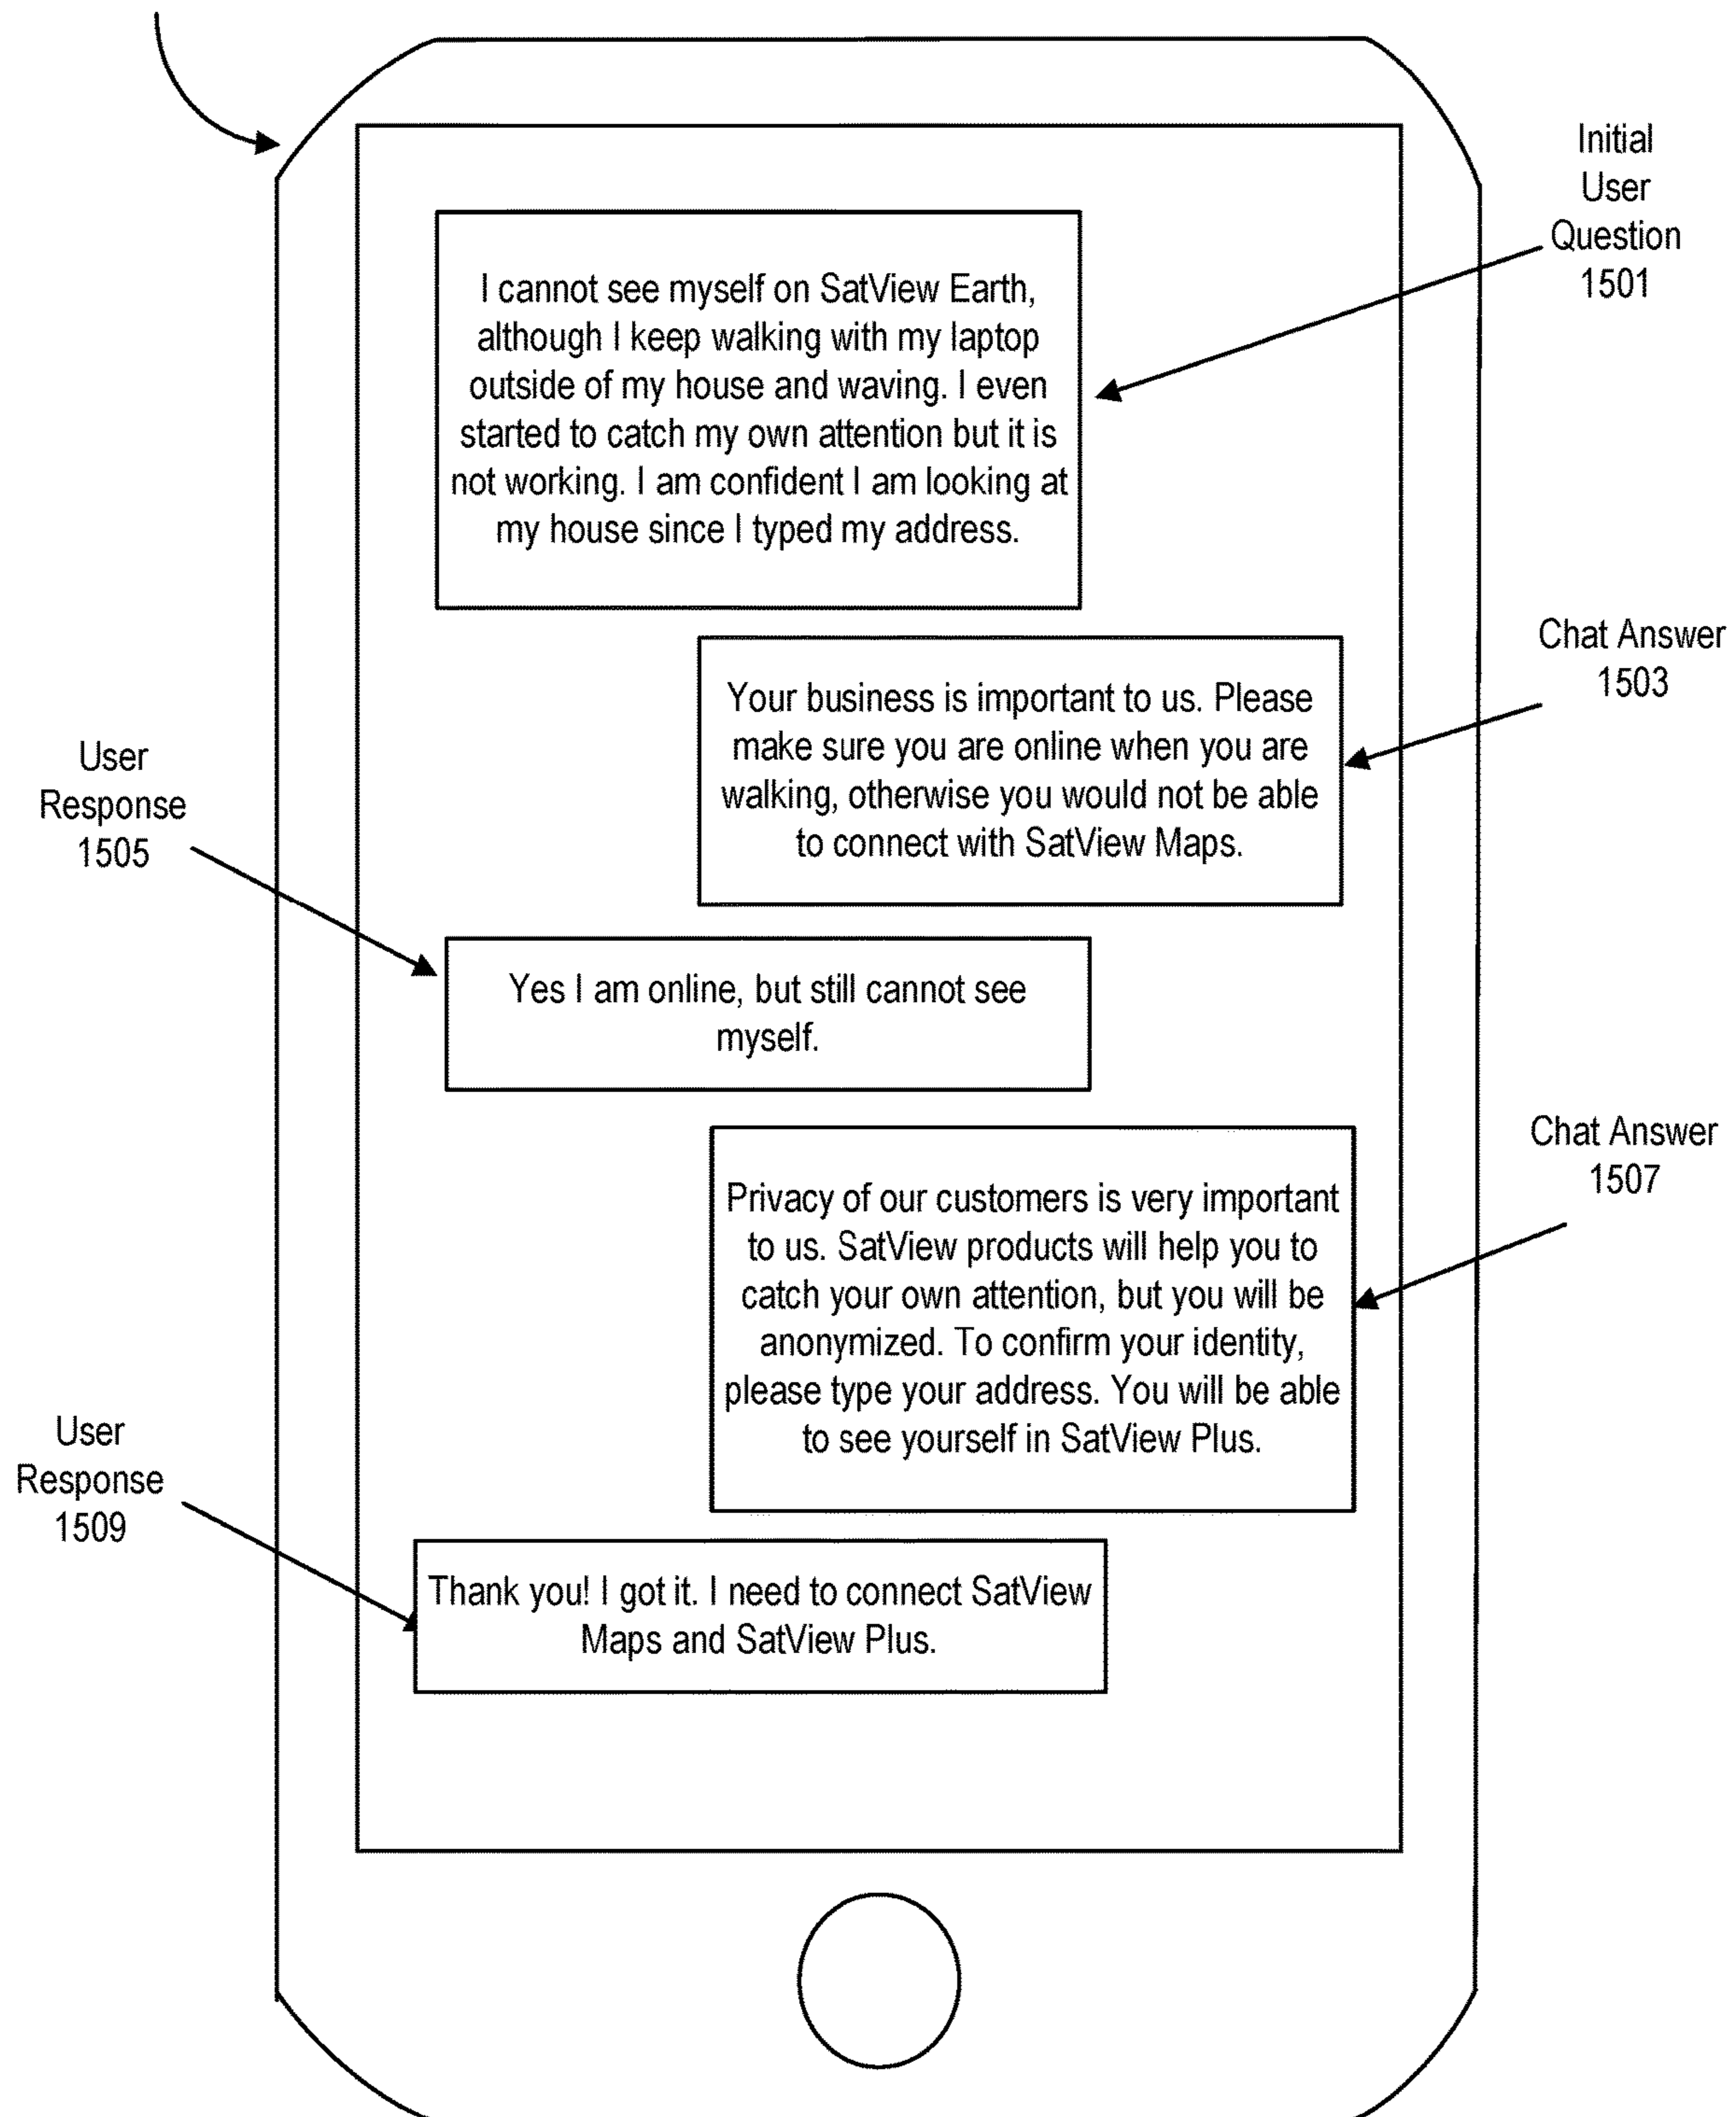 Initial
User
Question
1501
I cannot see myself on SatView Earth,
although I keep walking with my laptop
outside of my house and waving. I even
started to catch my own attention but it is
not working. I am confident I am looking at
my house since I typed my address.
Chat Answer
1503
Your business is important to us. Please
make sure you are online when you are
walking, otherwise you would not be able
to connect with SatView Maps.
User
Response
1505
Yes I am online, but still cannot see
myself.
Chat Answer
1507
Privacy of our customers is very important
to us. SatView products will help you to
catch your own attention, but you will be
anonymized. To confirm your identity,
please type your address. You will be able
to see yourself in SatView Plus.
User
Response
1509
Thank you! I got it. I need to connect SatView
Maps and SatView Plus.